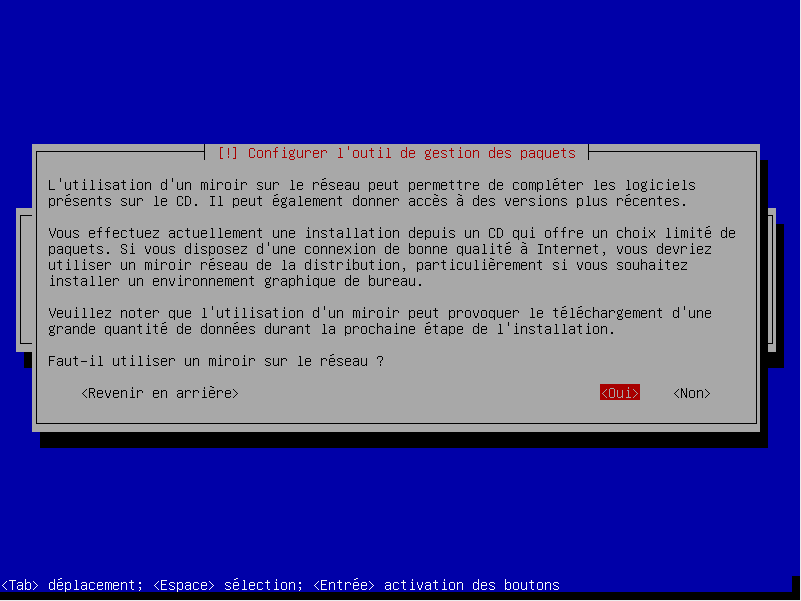 [!] Configurer l'outil de gestion des paquets
L'utilisation d'un miroir sur le réseau peut permettre de compléter les logiciels
présents sur le CD. Il peut également donner accès à des versions plus récentes.
Vous effectuez actuellement une installation depuis un CD qui offre un choix limité de
paquets. Si vous disposez d'une connexion de bonne qualité à Internet, vous devriez
utiliser un miroir réseau de la distribution, particulièrement si vous souhaitez
installer un environnement graphique de bureau.
Veuillez noter que l'utilisation d'un miroir peut provoquer le téléchargement d'une
grande quantité de données durant la prochaine étape de l'installation.
Faut-il utiliser un miroir sur le réseau ?
<Revenir en arrière> <Oui> <Non>
<Tab> déplacement; <Espace> sélection; <Entrée> activation des boutons